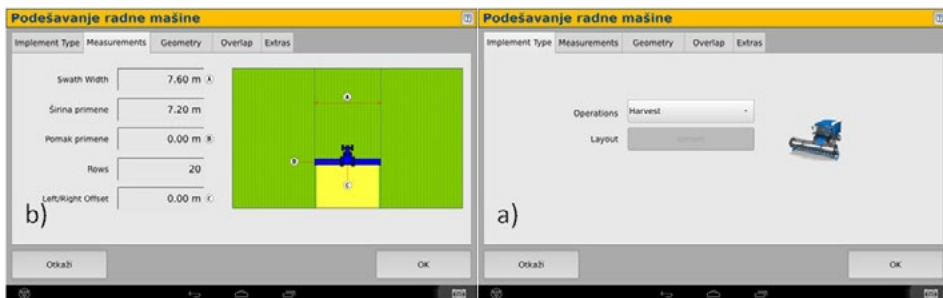 Podešavanje radne mašine
Implement Type Measurements Geometry Overlap Extras
Swath Width 7.60 m A
Širina primene 7.20 m
Pomak primene 0.00 m B
Rows 20
Left/Right Offset 0.00 m C
A
B
C
b)
Otkaži OK
Podešavanje radne mašine
Implement Type Measurements Geometry Overlap Extras
Operations Harvest
Layout
a)
Otkaži OK